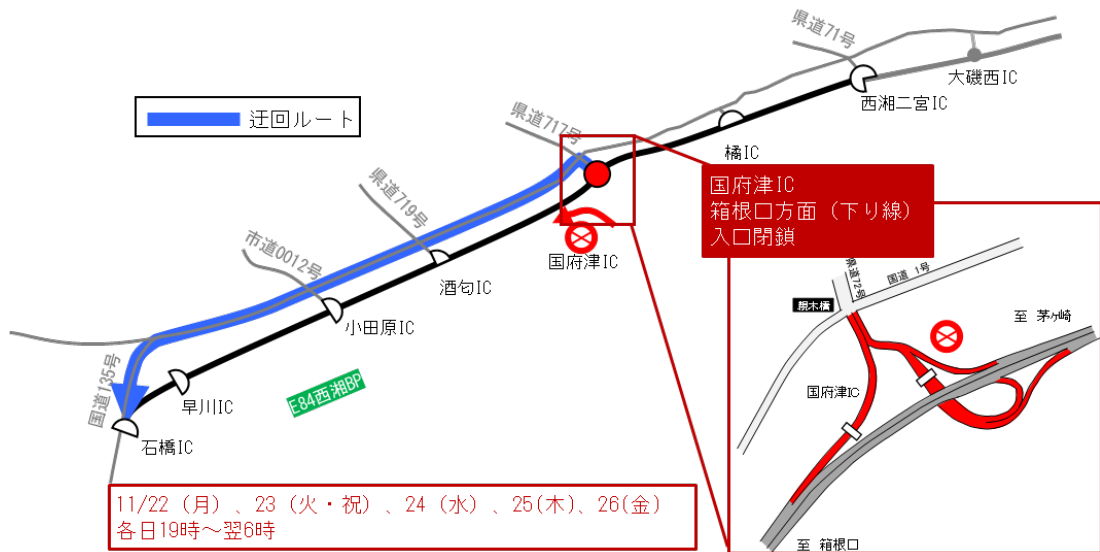 県道71号
大磯西IC
西湘二宮IC
迂回ルート
県道717号
橘IC
国府津IC
箱根口方面（下り線）
入口閉鎖
県道719号
国府津IC
市道0012号
酒匂IC
小田原IC
国道135号
早川IC
E84西湘BP
石橋IC
県道72号
国道 1号
親木橋
至 茅ヶ崎
国府津IC
至 箱根口
11/22（月）、23（火・祝）、24（水）、25(木)、26(金)
各日19時～翌6時